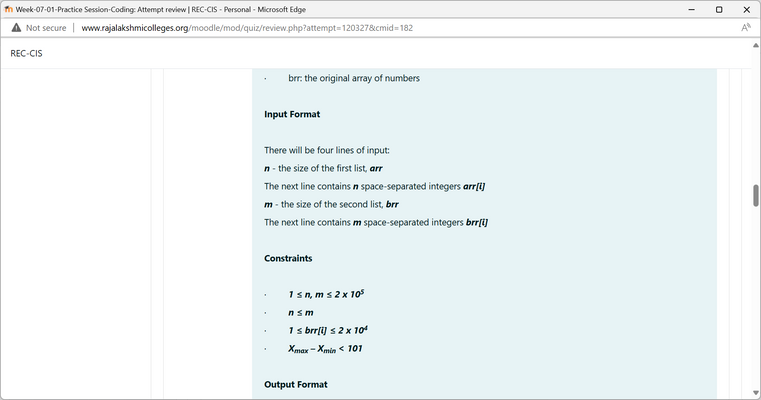 Week-07-01-Practice Session-Coding: Attempt review | REC-CIS - Personal - Microsoft Edge
Not secure | www.rajalakshmicolleges.org/moodle/mod/quiz/review.php?attempt=120327&cmid=182
REC-CIS
· brr: the original array of numbers
Input Format
There will be four lines of input:
n - the size of the first list, arr
The next line contains n space-separated integers arr[i]
m - the size of the second list, brr
The next line contains m space-separated integers brr[i]
Constraints
· 1 ≤ n, m ≤ 2 x 10⁵
· n ≤ m
· 1 ≤ brr[i] ≤ 2 x 10⁴
· Xmax – Xmin < 101
Output Format